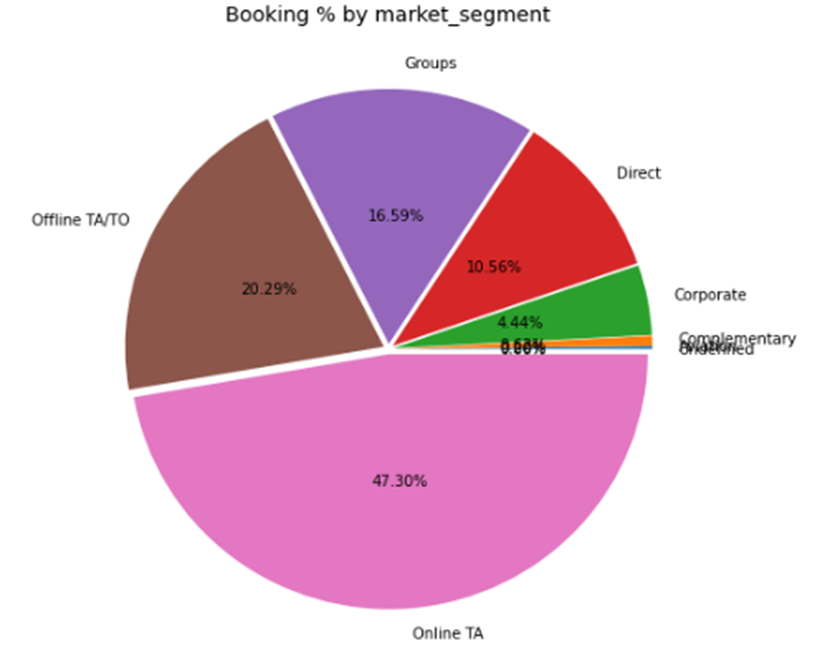 Booking % by market_segment
Groups
Direct
16.59%
Offline TA/TO
10.56%
20.29%
Corporate
4.44%
Complementary
Undefined
47.30%
Online TA